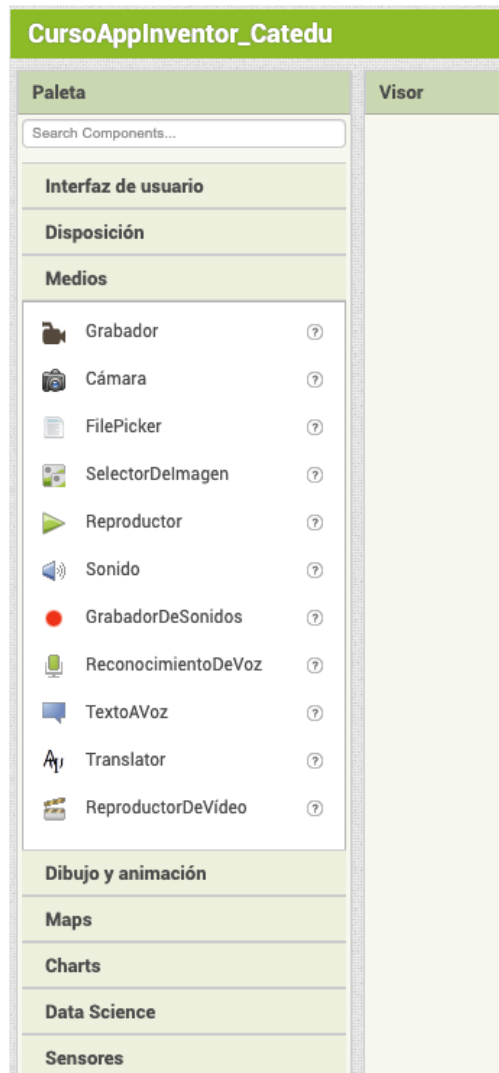 CursoAppInventor_Catedu
Paleta
Visor
Search Components...
Interfaz de usuario
Disposición
Medios
Grabador ?
Cámara ?
FilePicker ?
SelectorDeImagen ?
Reproductor ?
Sonido ?
GrabadorDeSonidos ?
ReconocimientoDeVoz ?
TextoAVoz ?
Translator ?
ReproductorDeVídeo ?
Dibujo y animación
Maps
Charts
Data Science
Sensores